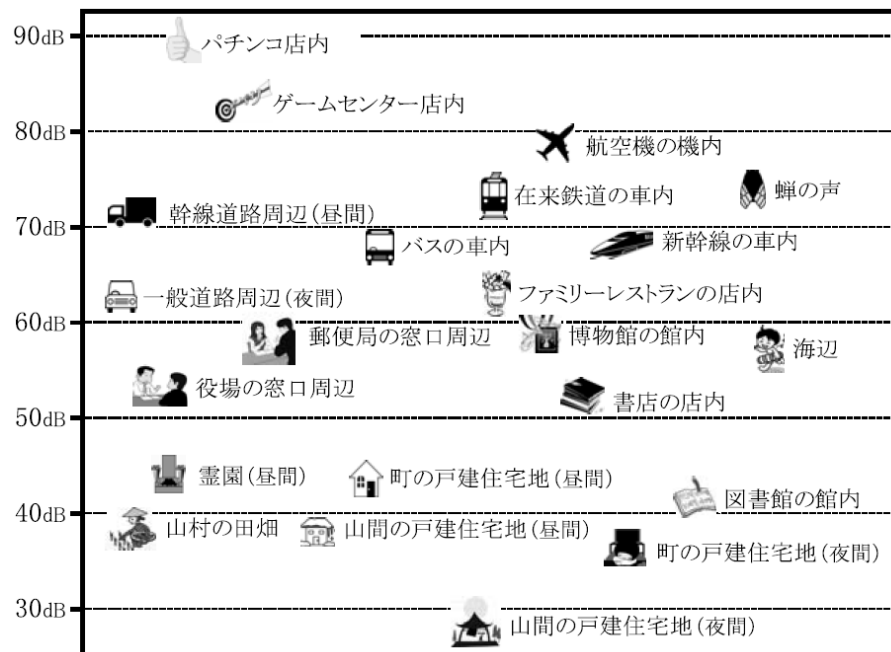 90dB
パチンコ店内
ゲームセンター店内
80dB
航空機の機内
在来鉄道の車内
蝉の声
幹線道路周辺(昼間)
70dB
バスの車内
新幹線の車内
一般道路周辺(夜間)
ファミリーレストランの店内
60dB
郵便局の窓口周辺
博物館の館内
海辺
役場の窓口周辺
書店の店内
50dB
霊園(昼間)
町の戸建住宅地(昼間)
図書館の館内
40dB
山村の田畑
山間の戸建住宅地(昼間)
町の戸建住宅地(夜間)
30dB
山間の戸建住宅地(夜間)